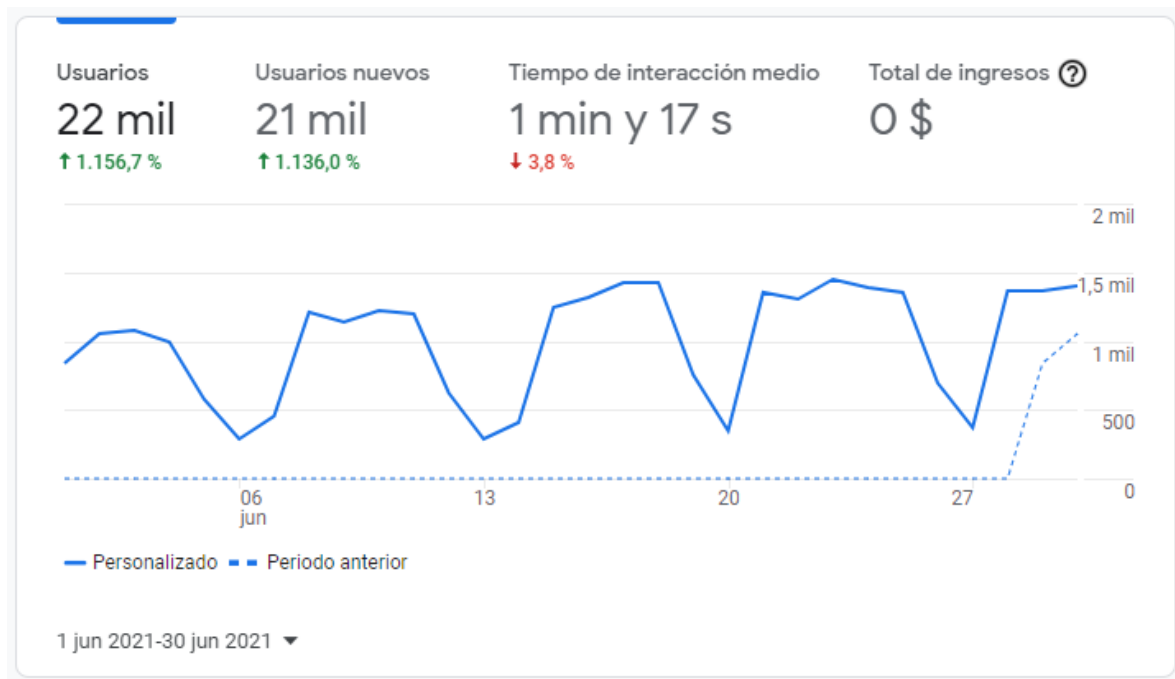 Usuarios
22 mil
↑ 1.156,7 %
Usuarios nuevos
21 mil
↑ 1.136,0 %
Tiempo de interacción medio
1 min y 17 s
↓ 3,8 %
Total de ingresos ?
0 $
2 mil
1,5 mil
1 mil
500
0
06
jun
13
20
27
Personalizado
Periodo anterior
1 jun 2021-30 jun 2021